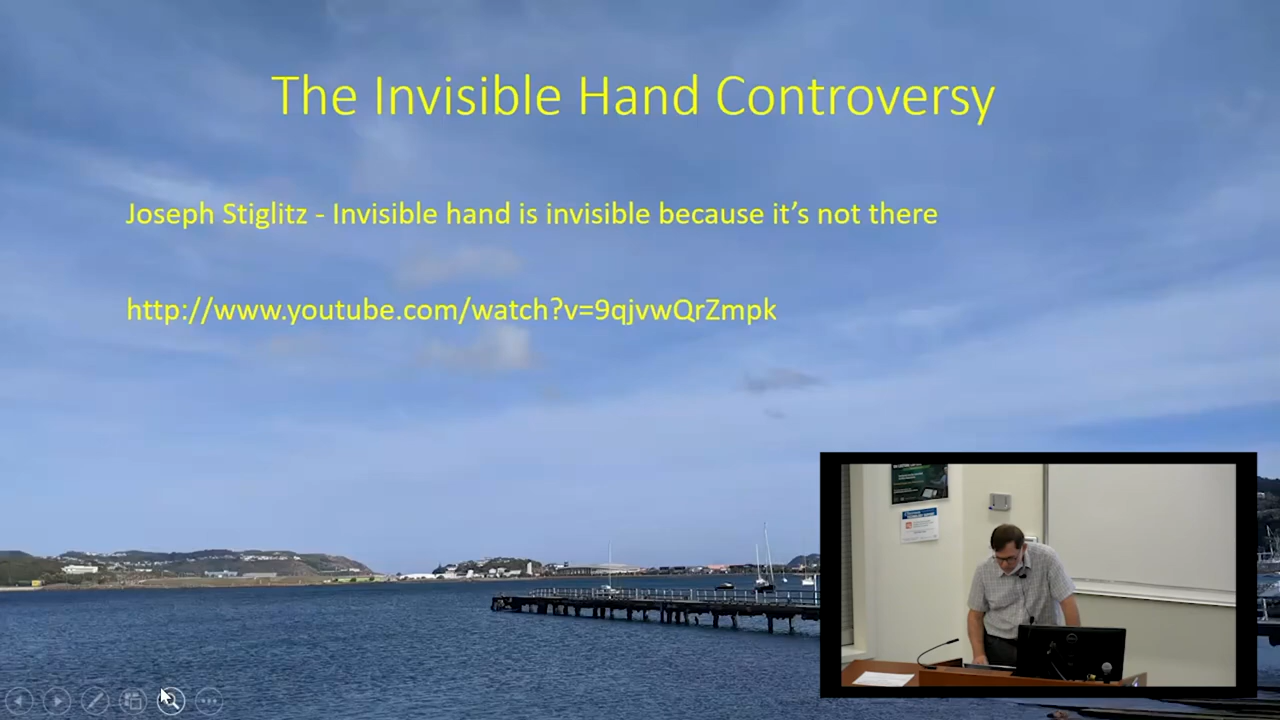 The Invisible Hand Controversy
Joseph Stiglitz - Invisible hand is invisible because it’s not there
http://www.youtube.com/watch?v=9qjvwQrZmpk